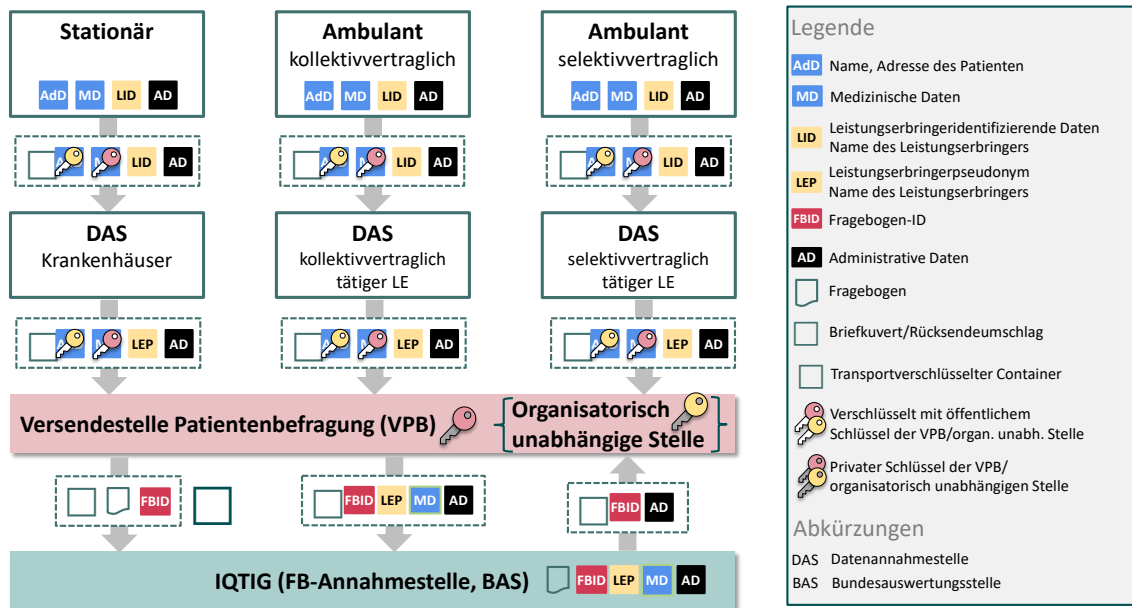 Stationär
AdD MD LID AD
LID AD
DAS
Krankenhäuser
LEP AD
Ambulant
kollektivvertraglich
AdD MD LID AD
LID AD
DAS
kollektivvertraglich
tätiger LE
LEP AD
Ambulant
selektivvertraglich
AdD MD LID AD
LID AD
DAS
selektivvertraglich
tätiger LE
LEP AD
Versendestelle Patientenbefragung (VPB)
Organisatorisch
unabhängige Stelle
FBID
FBID LEP MD AD
FBID AD
IQTIG (FB-Annahmestelle, BAS) FBID LEP MD AD
Legende
AdD Name, Adresse des Patienten
MD Medizinische Daten
LID Leistungserbringeridentifizierende Daten
Name des Leistungserbringers
LEP Leistungserbringerpseudonym
Name des Leistungserbringers
FBID Fragebogen-ID
AD Administrative Daten
Fragebogen
Briefkuvert/Rücksendeumschlag
Transportverschlüsselter Container
Verschlüsselt mit öffentlichem
Schlüssel der VPB/organ. unabh. Stelle
Privater Schlüssel der VPB/
organisatorisch unabhängigen Stelle
Abkürzungen
DAS Datenannahmestelle
BAS Bundesauswertungsstelle